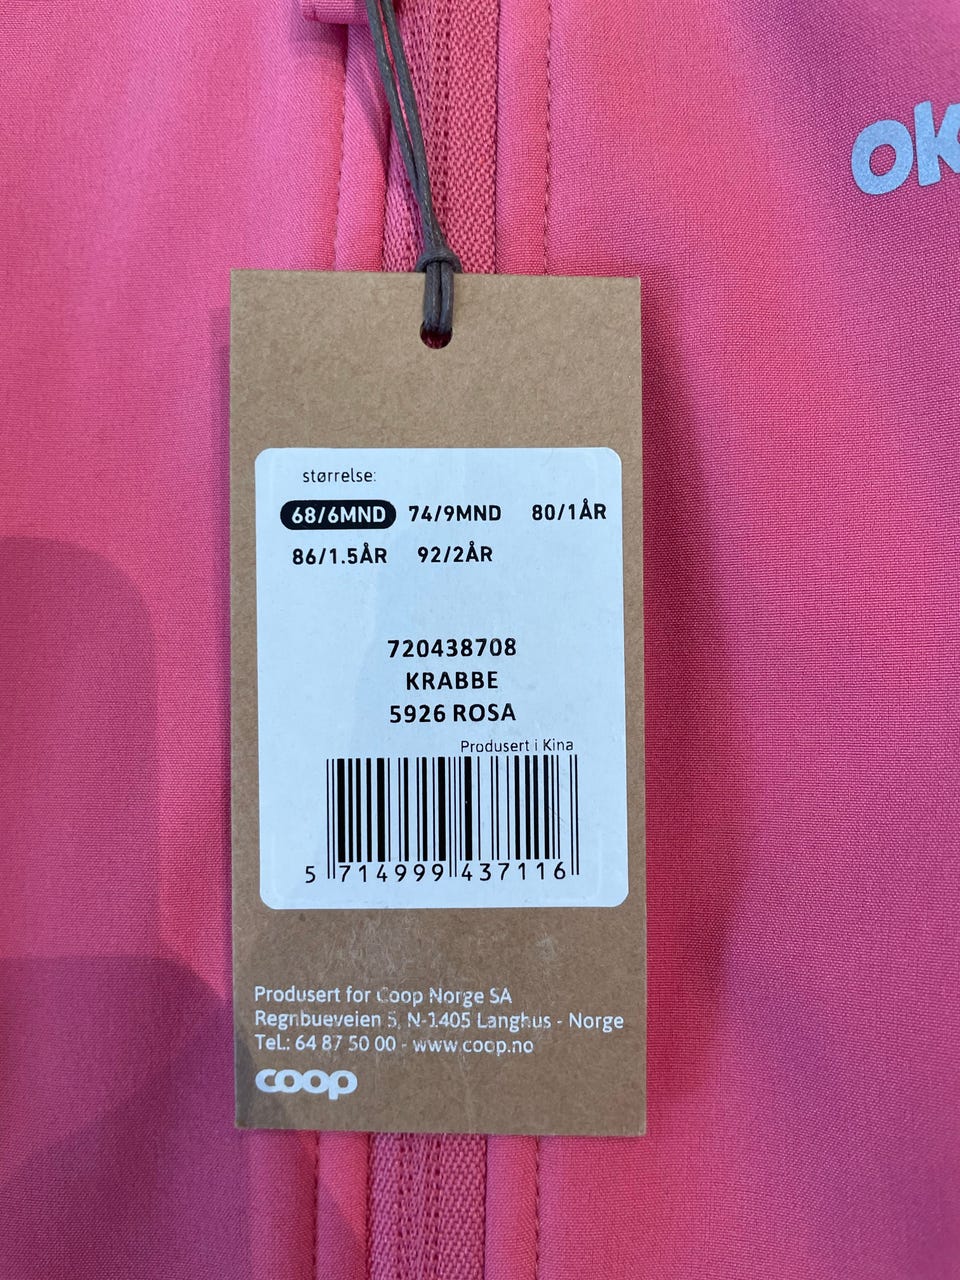 OK
størrelse:
68/6MND 74/9MND 80/1ÅR
86/1.5ÅR 92/2ÅR
720438708
KRABBE
5926 ROSA
Produsert i Kina
5 714999 437116
Produsert for Coop Norge SA
Regnbueveien 5, N-1405 Langhus - Norge
Tel.: 64 87 50 00 - www.coop.no
coop